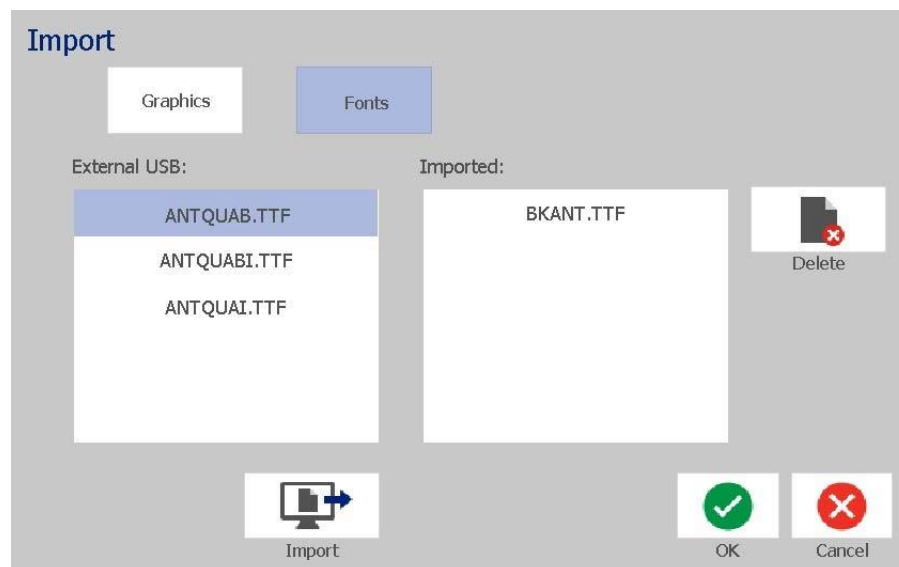 Import
Graphics
Fonts
External USB:
Imported:
ANTQUAB.TTF
ANTQUABI.TTF
ANTQUAI.TTF
BKANT.TTF
Delete
Import
OK
Cancel